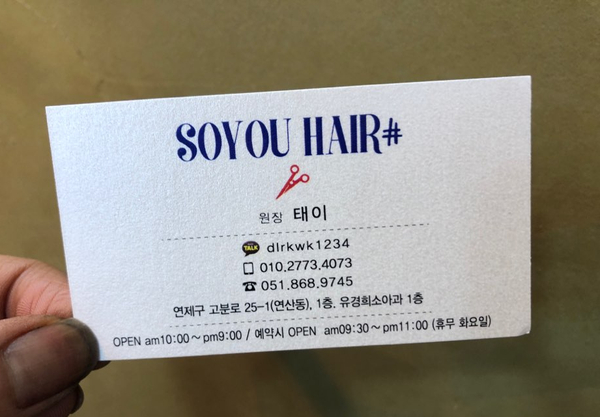 SOYOU HAIR#
원장 태이
TALK dlrkwk1234
010.2773.4073
051.868.9745
연제구 고분로 25-1(연산동), 1층, 유경희소아과 1층
OPEN am10:00~pm9:00 / 예약시 OPEN am09:30~pm11:00 (휴무 화요일)